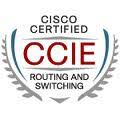 CISCO
CERTIFIED
CCIE
ROUTING AND
SWITCHING